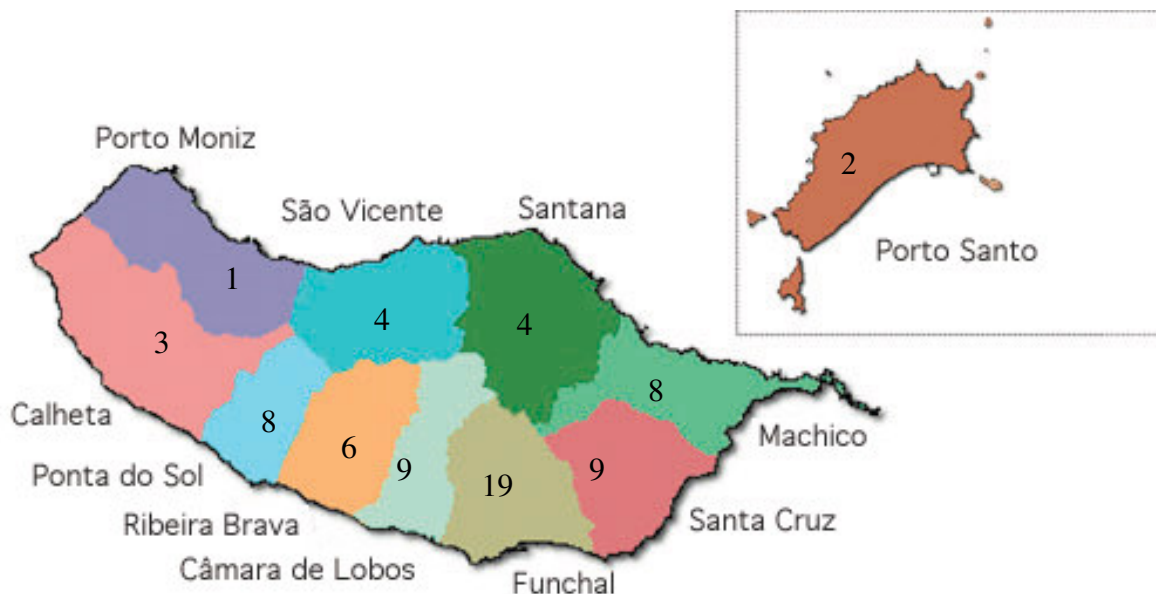 Porto Moniz
São Vicente
Santana
2
Porto Santo
1
4
4
3
8
8
6
9
19
9
Calheta
Machico
Ponta do Sol
Ribeira Brava
Santa Cruz
Câmara de Lobos
Funchal